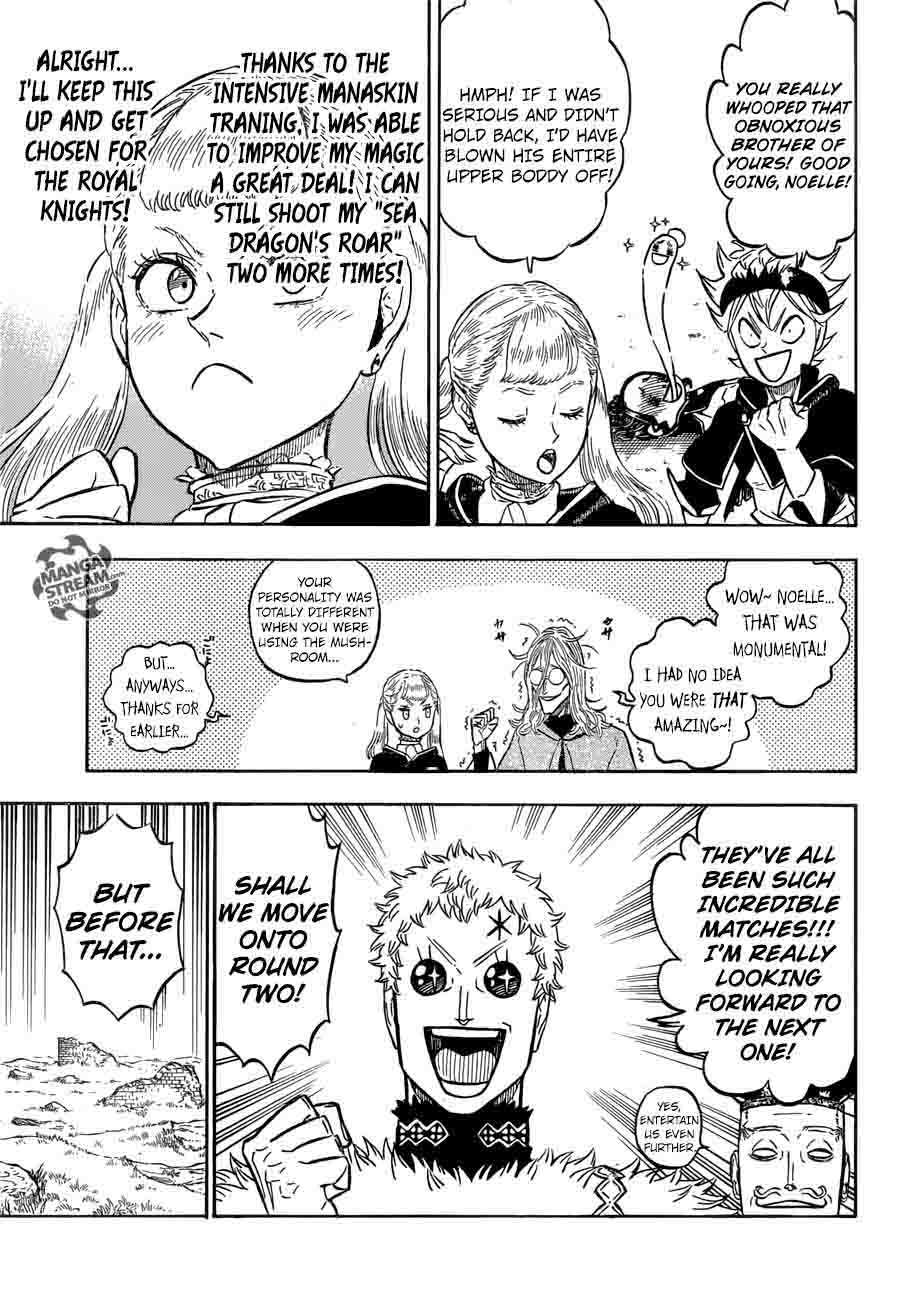 YOU REALLY
WHOOPED THAT
OBNOXIOUS
BROTHER OF
YOURS! GOOD
GOING, NOELLE!
HMPH! IF I WAS
SERIOUS AND DIDN'T
HOLD BACK, I'D HAVE
BLOWN HIS ENTIRE
UPPER BODDY OFF!
THANKS TO THE
INTENSIVE MANASKIN
TRANING, I WAS ABLE
TO IMPROVE MY MAGIC
A GREAT DEAL! I CAN
STILL SHOOT MY "SEA
DRAGON'S ROAR"
TWO MORE TIMES!
ALRIGHT...
I'LL KEEP THIS
UP AND GET
CHOSEN FOR
THE ROYAL
KNIGHTS!
WOW~ NOELLE...
THAT WAS
MONUMENTAL!
I HAD NO IDEA
YOU WERE THAT
AMAZING~!
カサ
カサ
YOUR
PERSONALITY WAS
TOTALLY DIFFERENT
WHEN YOU WERE
USING THE MUSH-
ROOM...
BUT...
ANYWAYS...
THANKS FOR
EARLIER...
MANGA
STREAM.com
DO NOT MIRROR
THEY'VE ALL
BEEN SUCH
INCREDIBLE
MATCHES!!!
I'M REALLY
LOOKING
FORWARD TO
THE NEXT
ONE!
YES,
ENTERTAIN
US EVEN
FURTHER.
SHALL
WE MOVE
ONTO
ROUND
TWO!
BUT
BEFORE
THAT...